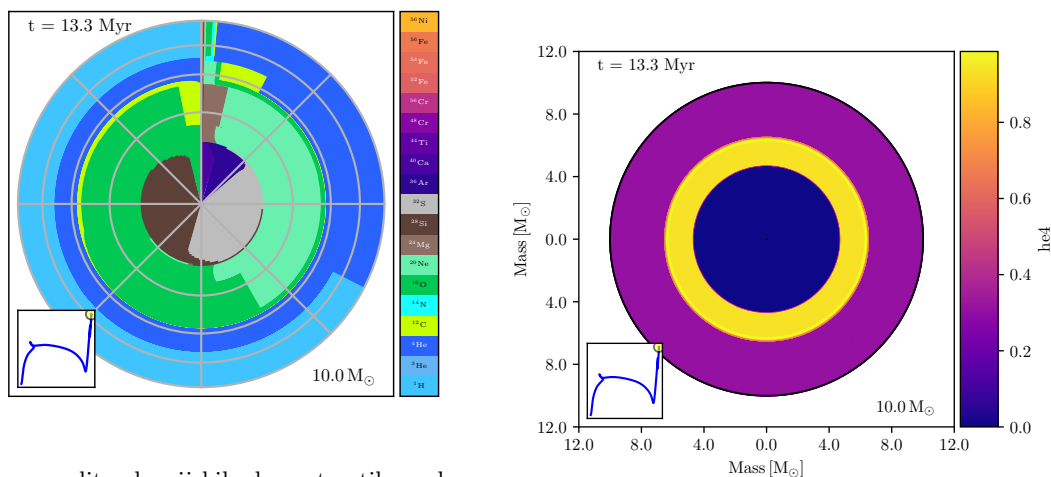 t = 13.3 Myr
⁵⁶Ni
⁵⁶Fe
⁵⁴Fe
⁵²Fe
⁵⁶Cr
⁴⁸Cr
⁴⁴Ti
⁴⁰Ca
³⁶Ar
³²S
²⁸Si
²⁴Mg
²⁰Ne
¹⁶O
¹⁴N
¹²C
⁴He
³He
¹H
10.0 M☉
t = 13.3 Myr
12.0
8.0
4.0
0.0
4.0
8.0
12.0
Mass [M☉]
10.0 M☉
12.0 8.0 4.0 0.0 4.0 8.0 12.0
Mass [M☉]
0.8
0.6
0.4
0.2
0.0
he4